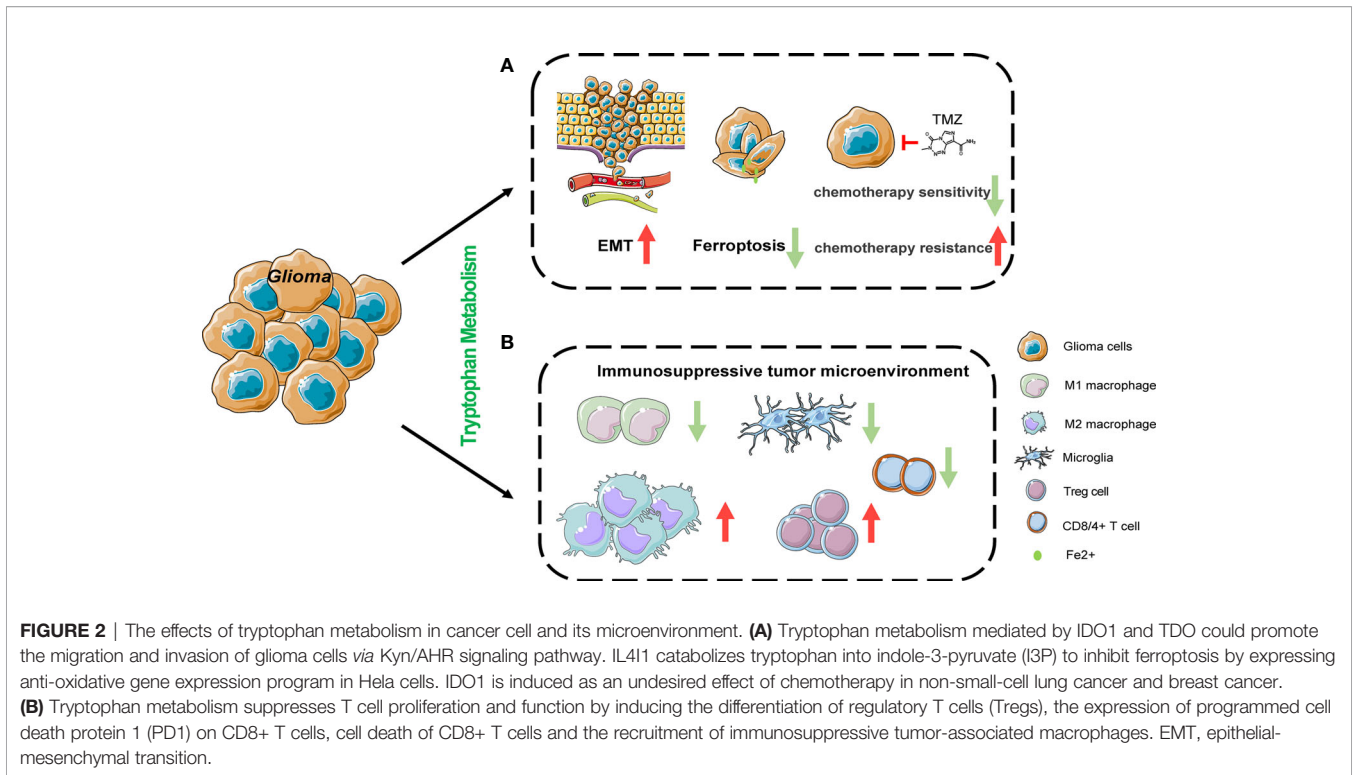 A
TMZ
NH₂
chemotherapy sensitivity
EMT
Ferroptosis
chemotherapy resistance
Glioma
Tryptophan Metabolism
B
Immunosuppressive tumor microenvironment
Glioma cells
M1 macrophage
M2 macrophage
Microglia
Treg cell
CD8/4+ T cell
Fe2+
FIGURE 2 | The effects of tryptophan metabolism in cancer cell and its microenvironment. (A) Tryptophan metabolism mediated by IDO1 and TDO could promote
the migration and invasion of glioma cells via Kyn/AHR signaling pathway. IL4I1 catabolizes tryptophan into indole-3-pyruvate (I3P) to inhibit ferroptosis by expressing
anti-oxidative gene expression program in Hela cells. IDO1 is induced as an undesired effect of chemotherapy in non-small-cell lung cancer and breast cancer.
(B) Tryptophan metabolism suppresses T cell proliferation and function by inducing the differentiation of regulatory T cells (Tregs), the expression of programmed cell
death protein 1 (PD1) on CD8+ T cells, cell death of CD8+ T cells and the recruitment of immunosuppressive tumor-associated macrophages. EMT, epithelial-
mesenchymal transition.